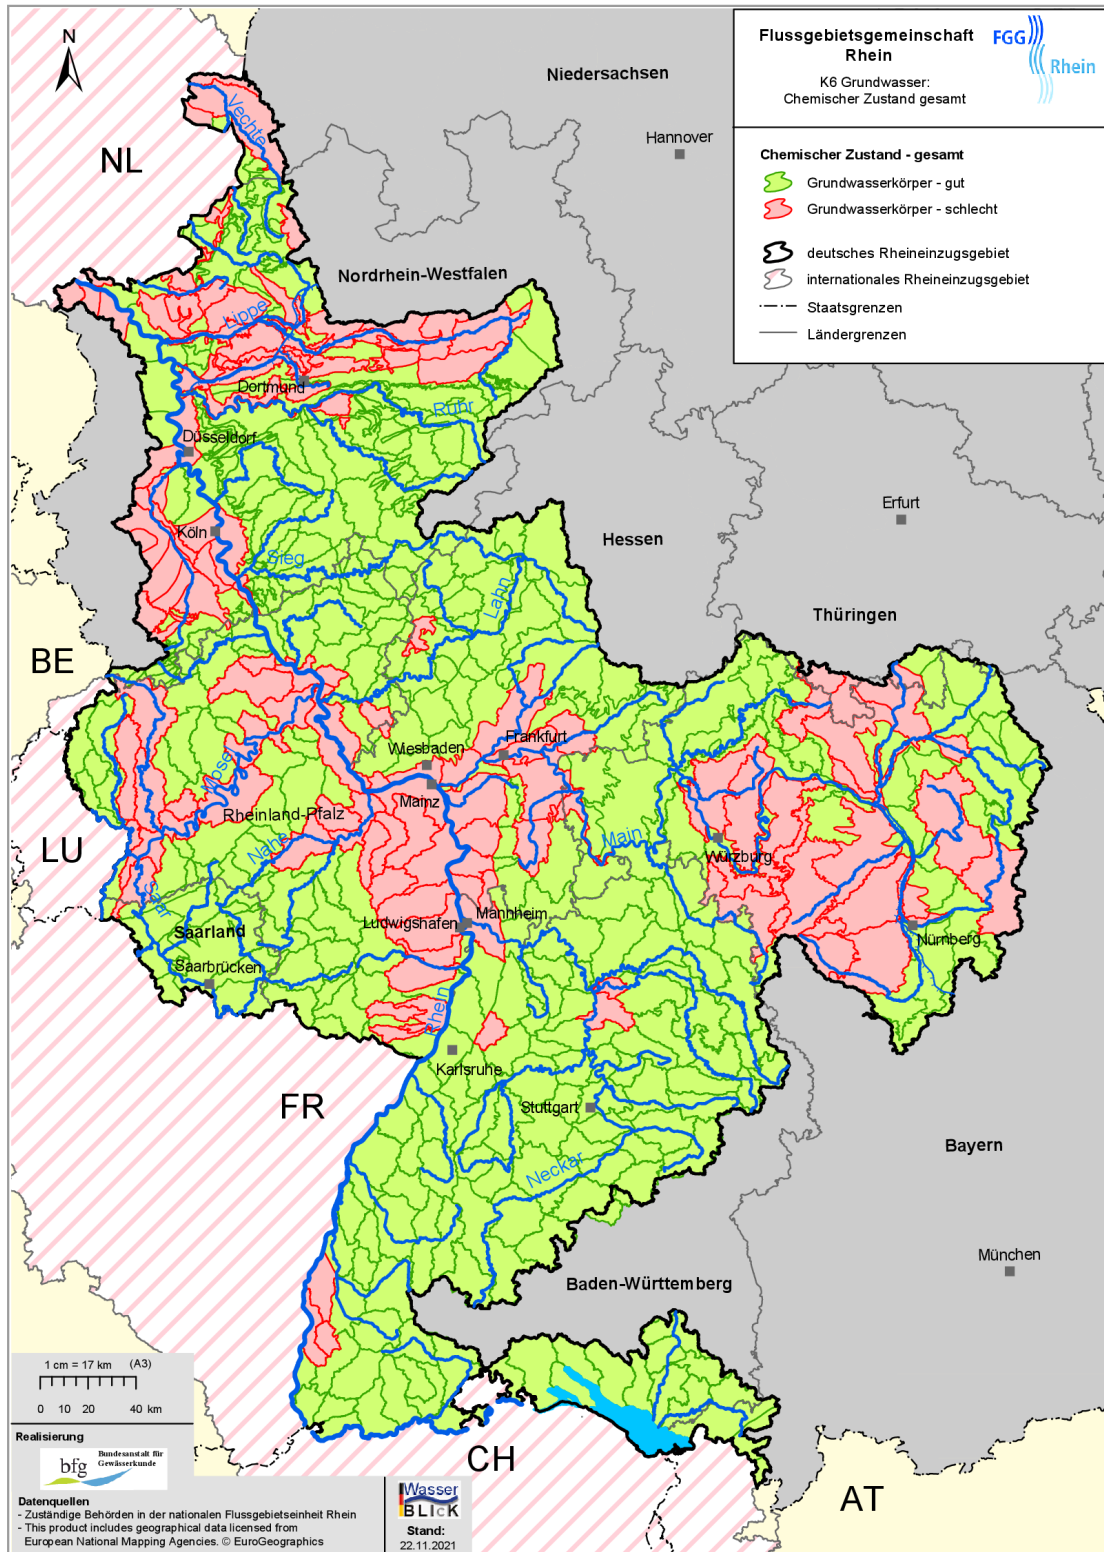 Flussgebietsgemeinschaft
Rhein
FGG
Rhein
K6 Grundwasser:
Chemischer Zustand gesamt
Chemischer Zustand - gesamt
Grundwasserkörper - gut
Grundwasserkörper - schlecht
deutsches Rheineinzugsgebiet
internationales Rheineinzugsgebiet
Staatsgrenzen
Ländergrenzen
N
Niedersachsen
Hannover
Vechte
NL
Nordrhein-Westfalen
Lippe
Dortmund
Ruhr
Düsseldorf
Köln
Erfurt
Hessen
Sieg
Lahn
Thüringen
BE
Wiesbaden
Frankfurt
Mosel
Mainz
Rheinland-Pfalz
Main
LU
Nahe
Würzburg
Saar
Mannheim
Ludwigshafen
Saarland
Nürnberg
Saarbrücken
Rhein
Karlsruhe
FR
Stuttgart
Bayern
Neckar
München
Baden-Württemberg
CH
AT
1 cm = 17 km (A3)
0 10 20 40 km
Realisierung
bfg
Bundesanstalt für
Gewässerkunde
Datenquellen
- Zuständige Behörden in der nationalen Flussgebietseinheit Rhein
- This product includes geographical data licensed from
European National Mapping Agencies. © EuroGeographics
Wasser
BLIcK
Stand:
22.11.2021